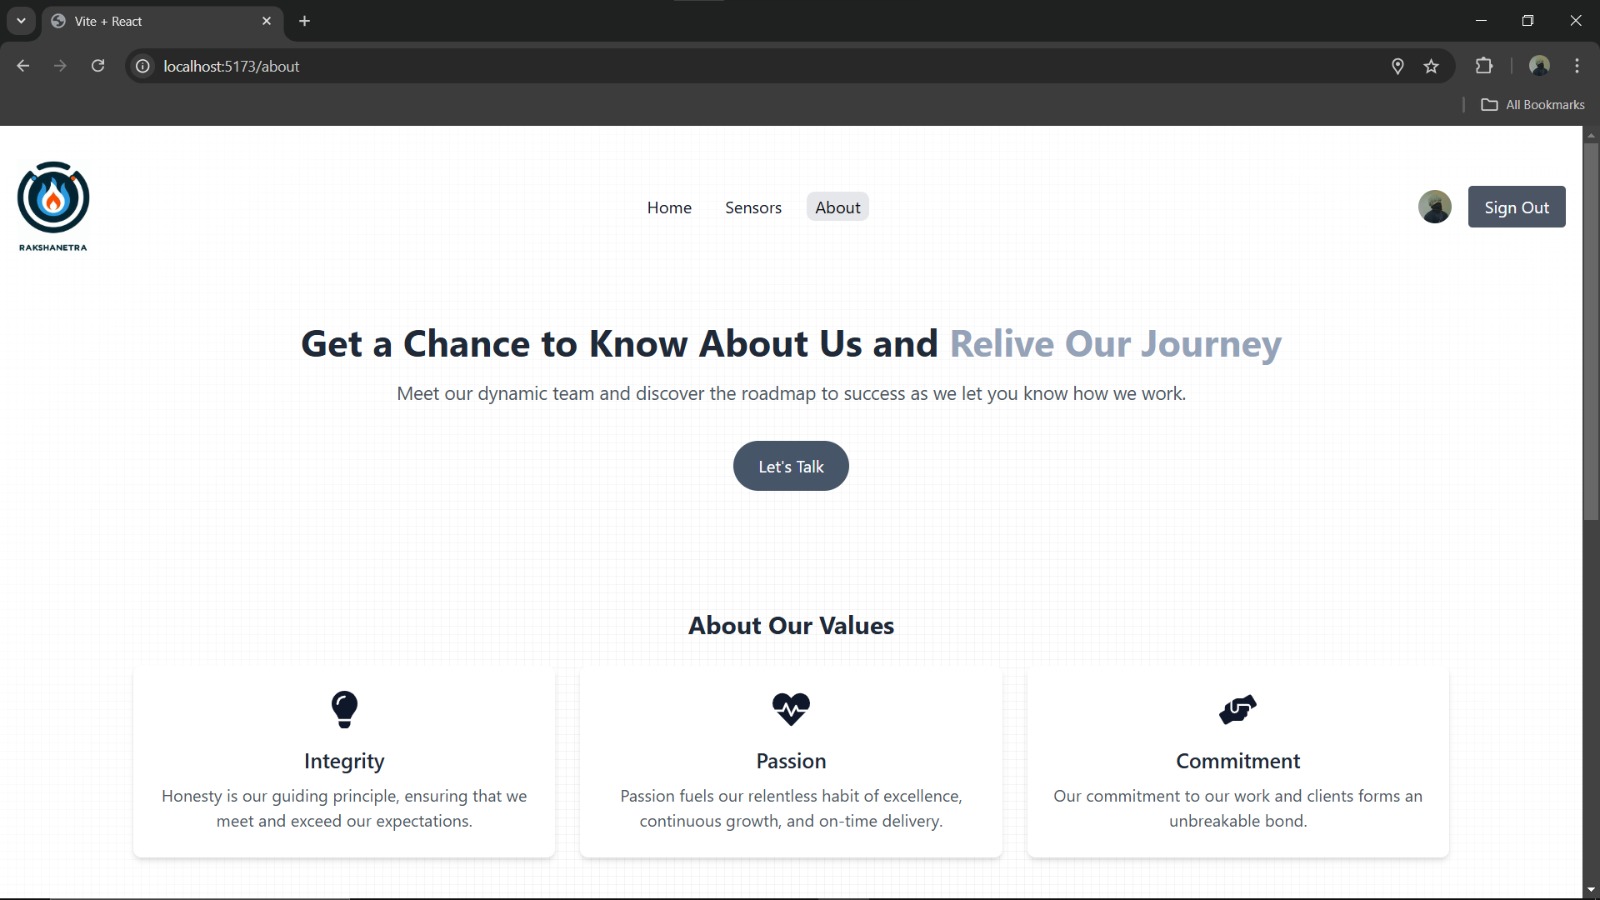 Vite + React
localhost:5173/about
All Bookmarks
RAKSHANETRA
Home
Sensors
About
Sign Out
Get a Chance to Know About Us and Relive Our Journey
Meet our dynamic team and discover the roadmap to success as we let you know how we work.
Let's Talk
About Our Values
Integrity
Honesty is our guiding principle, ensuring that we
meet and exceed our expectations.
Passion
Passion fuels our relentless habit of excellence,
continuous growth, and on-time delivery.
Commitment
Our commitment to our work and clients forms an
unbreakable bond.